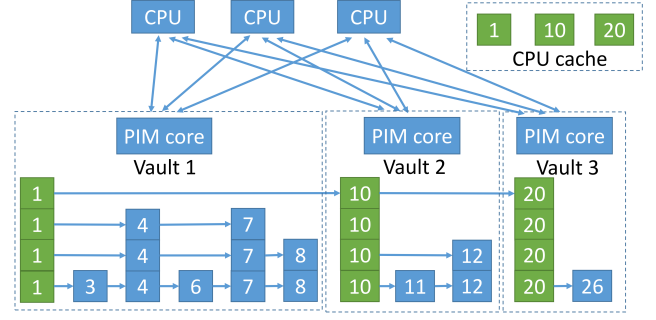 CPU CPU CPU
1 10 20
CPU cache
PIM core PIM core PIM core
Vault 1 Vault 2 Vault 3
1 10 20
1 4 7 10 20
1 4 7 8 10 12 20
1 3 4 6 7 8 10 11 12 20 26